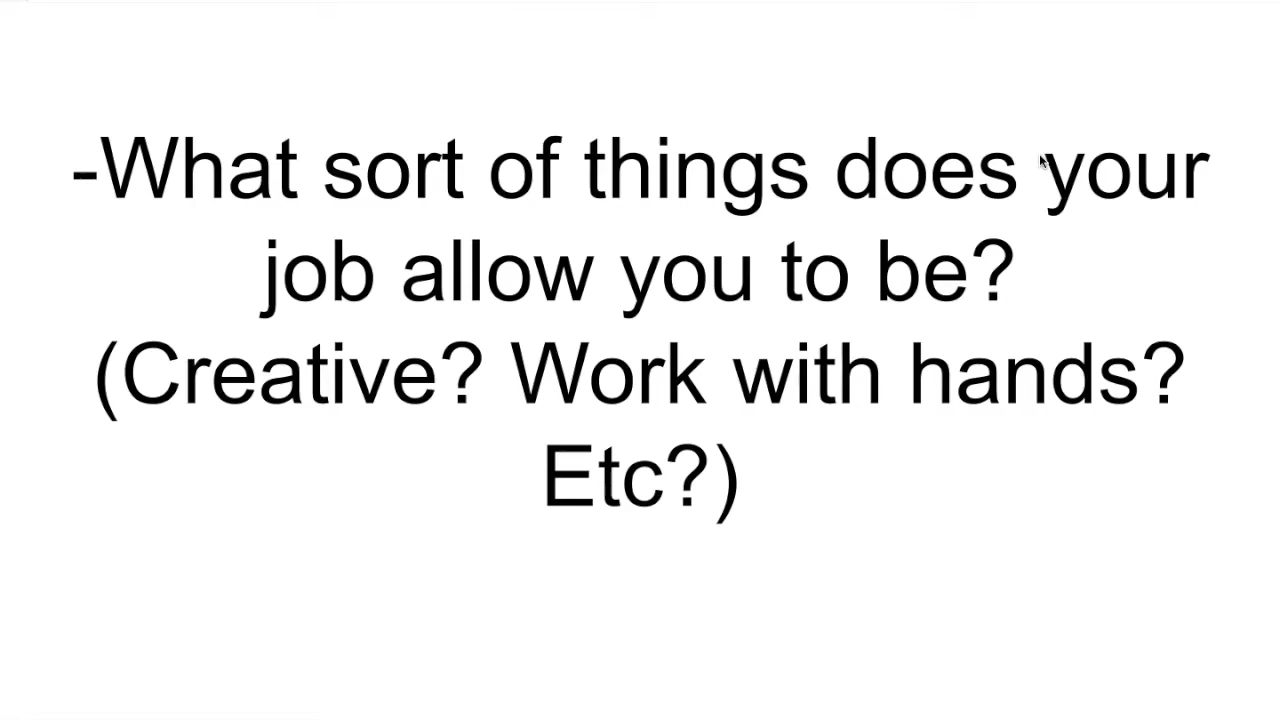 -What sort of things does your
job allow you to be?
(Creative? Work with hands?
Etc?)